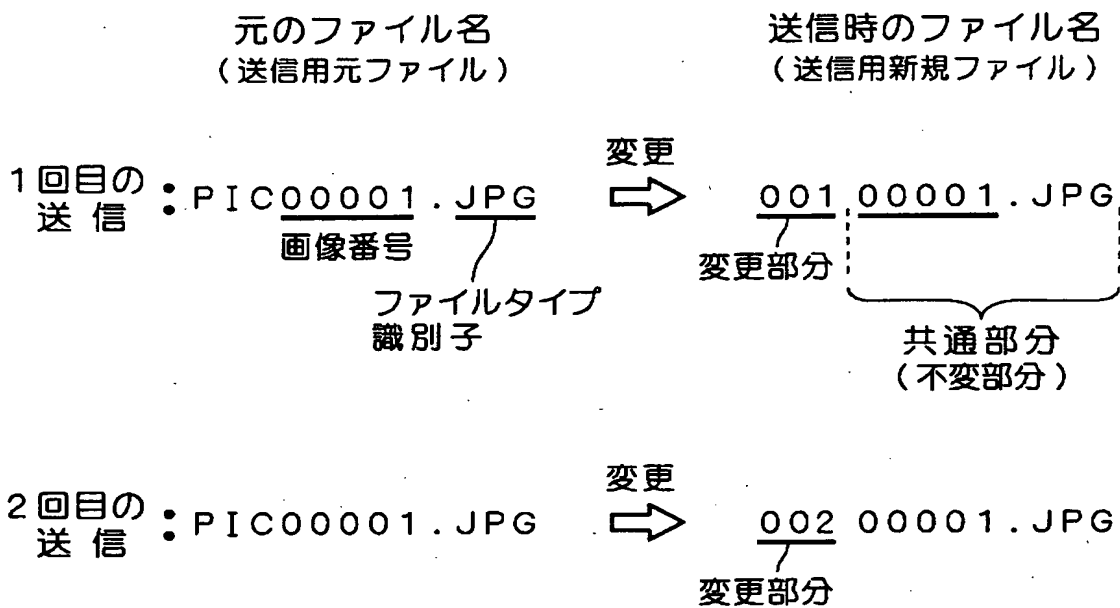 元のファイル名
(送信用元ファイル)
送信時のファイル名
(送信用新規ファイル)
1回目の
送信
:PIC00001.JPG
変更
001 00001.JPG
画像番号
変更部分
ファイルタイプ
識別子
共通部分
(不変部分)
2回目の
送信
:PIC00001.JPG
変更
002 00001.JPG
変更部分